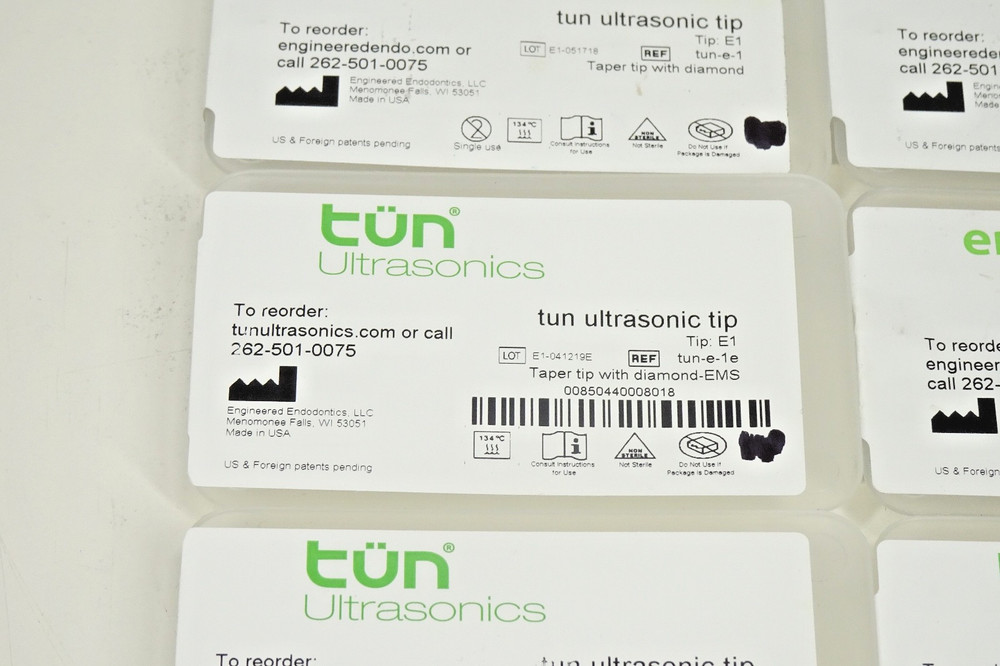 tun ultrasonic tip
To reorder:
engineeredendo.com or
call 262-501-0075
Tip: E1
LOT E1-051718
REF tun-e-1
Taper tip with diamond
Engineered Endodontics, LLC
Menomonee Falls, WI 53051
Made in USA
US & Foreign patents pending
Single use
134 °C
Consult Instructions
for Use
NON
STERILE
Not Sterile
Do Not Use if
Package is Damaged
To reorder:
call 262-501
US & Foreign patents
tün®
Ultrasonics
To reorder:
tunultrasonics.com or call
262-501-0075
tun ultrasonic tip
Tip: E1
LOT E1-041219E
REF tun-e-1e
Taper tip with diamond-EMS
00850440008018
Engineered Endodontics, LLC
Menomonee Falls, WI 53051
Made in USA
US & Foreign patents pending
134 °C
Consult Instructions
for Use
NON
STERILE
Not Sterile
Do Not Use if
Package is Damaged
call 262-
US & Foreign
tün®
Ultrasonics
To reorder:
tun ultrasonic tip